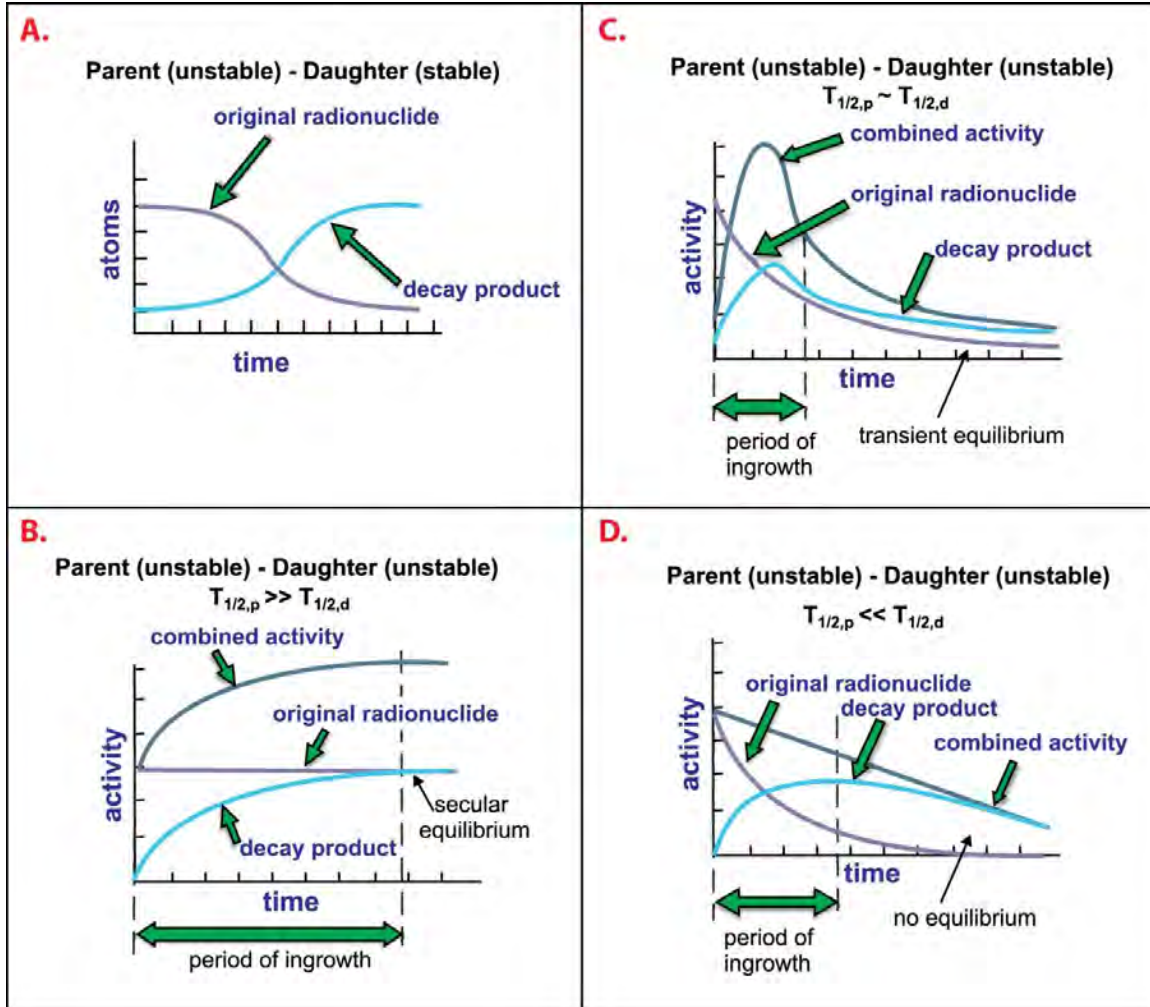 A.
Parent (unstable) - Daughter (stable)
original radionuclide
atoms
decay product
time
B.
Parent (unstable) - Daughter (unstable)
T1/2,p >> T1/2,d
combined activity
original radionuclide
activity
secular
equilibrium
decay product
time
period of ingrowth
C.
Parent (unstable) - Daughter (unstable)
T1/2,p ~ T1/2,d
combined activity
original radionuclide
activity
decay product
time
period of
ingrowth
transient equilibrium
D.
Parent (unstable) - Daughter (unstable)
T1/2,p << T1/2,d
original radionuclide
decay product
combined activity
activity
time
no equilibrium
period of
ingrowth